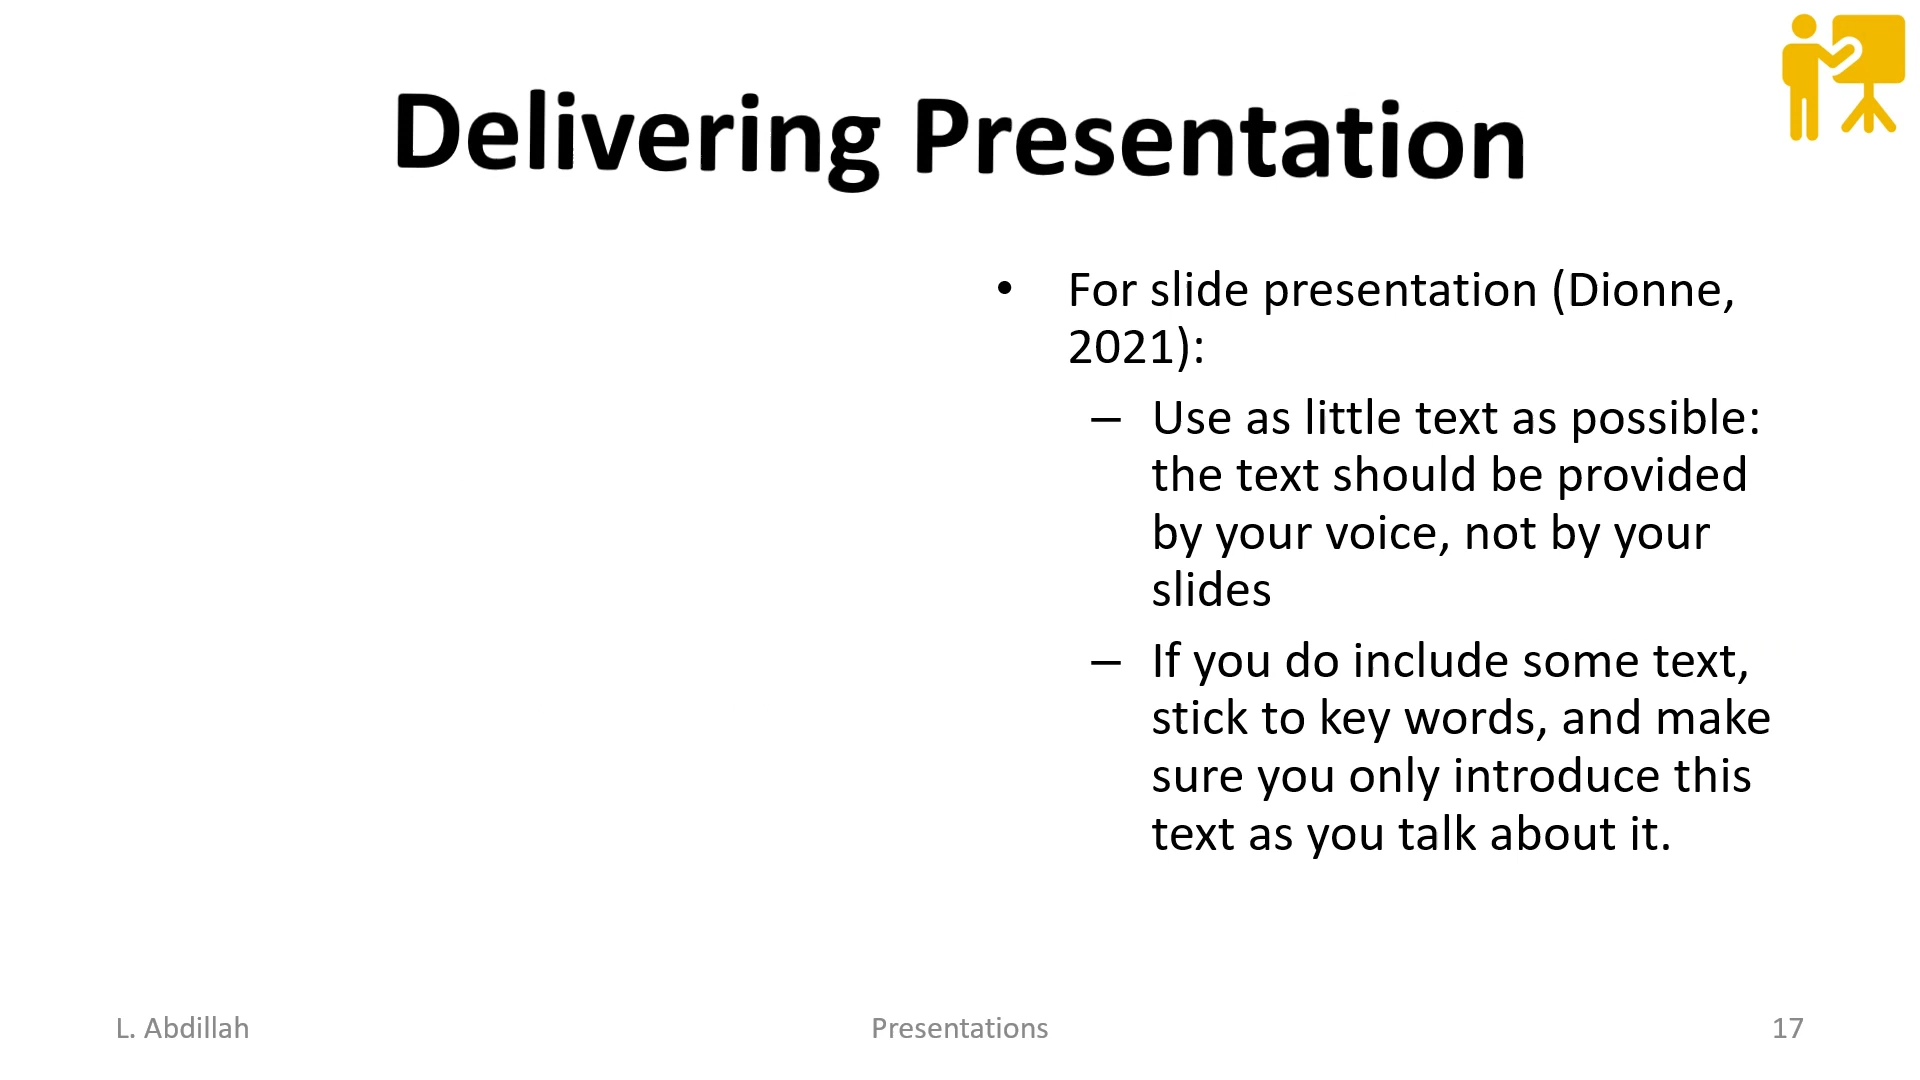 Delivering Presentation
• For slide presentation (Dionne,
2021):
– Use as little text as possible:
the text should be provided
by your voice, not by your
slides
– If you do include some text,
stick to key words, and make
sure you only introduce this
text as you talk about it.
L. Abdillah
Presentations
17